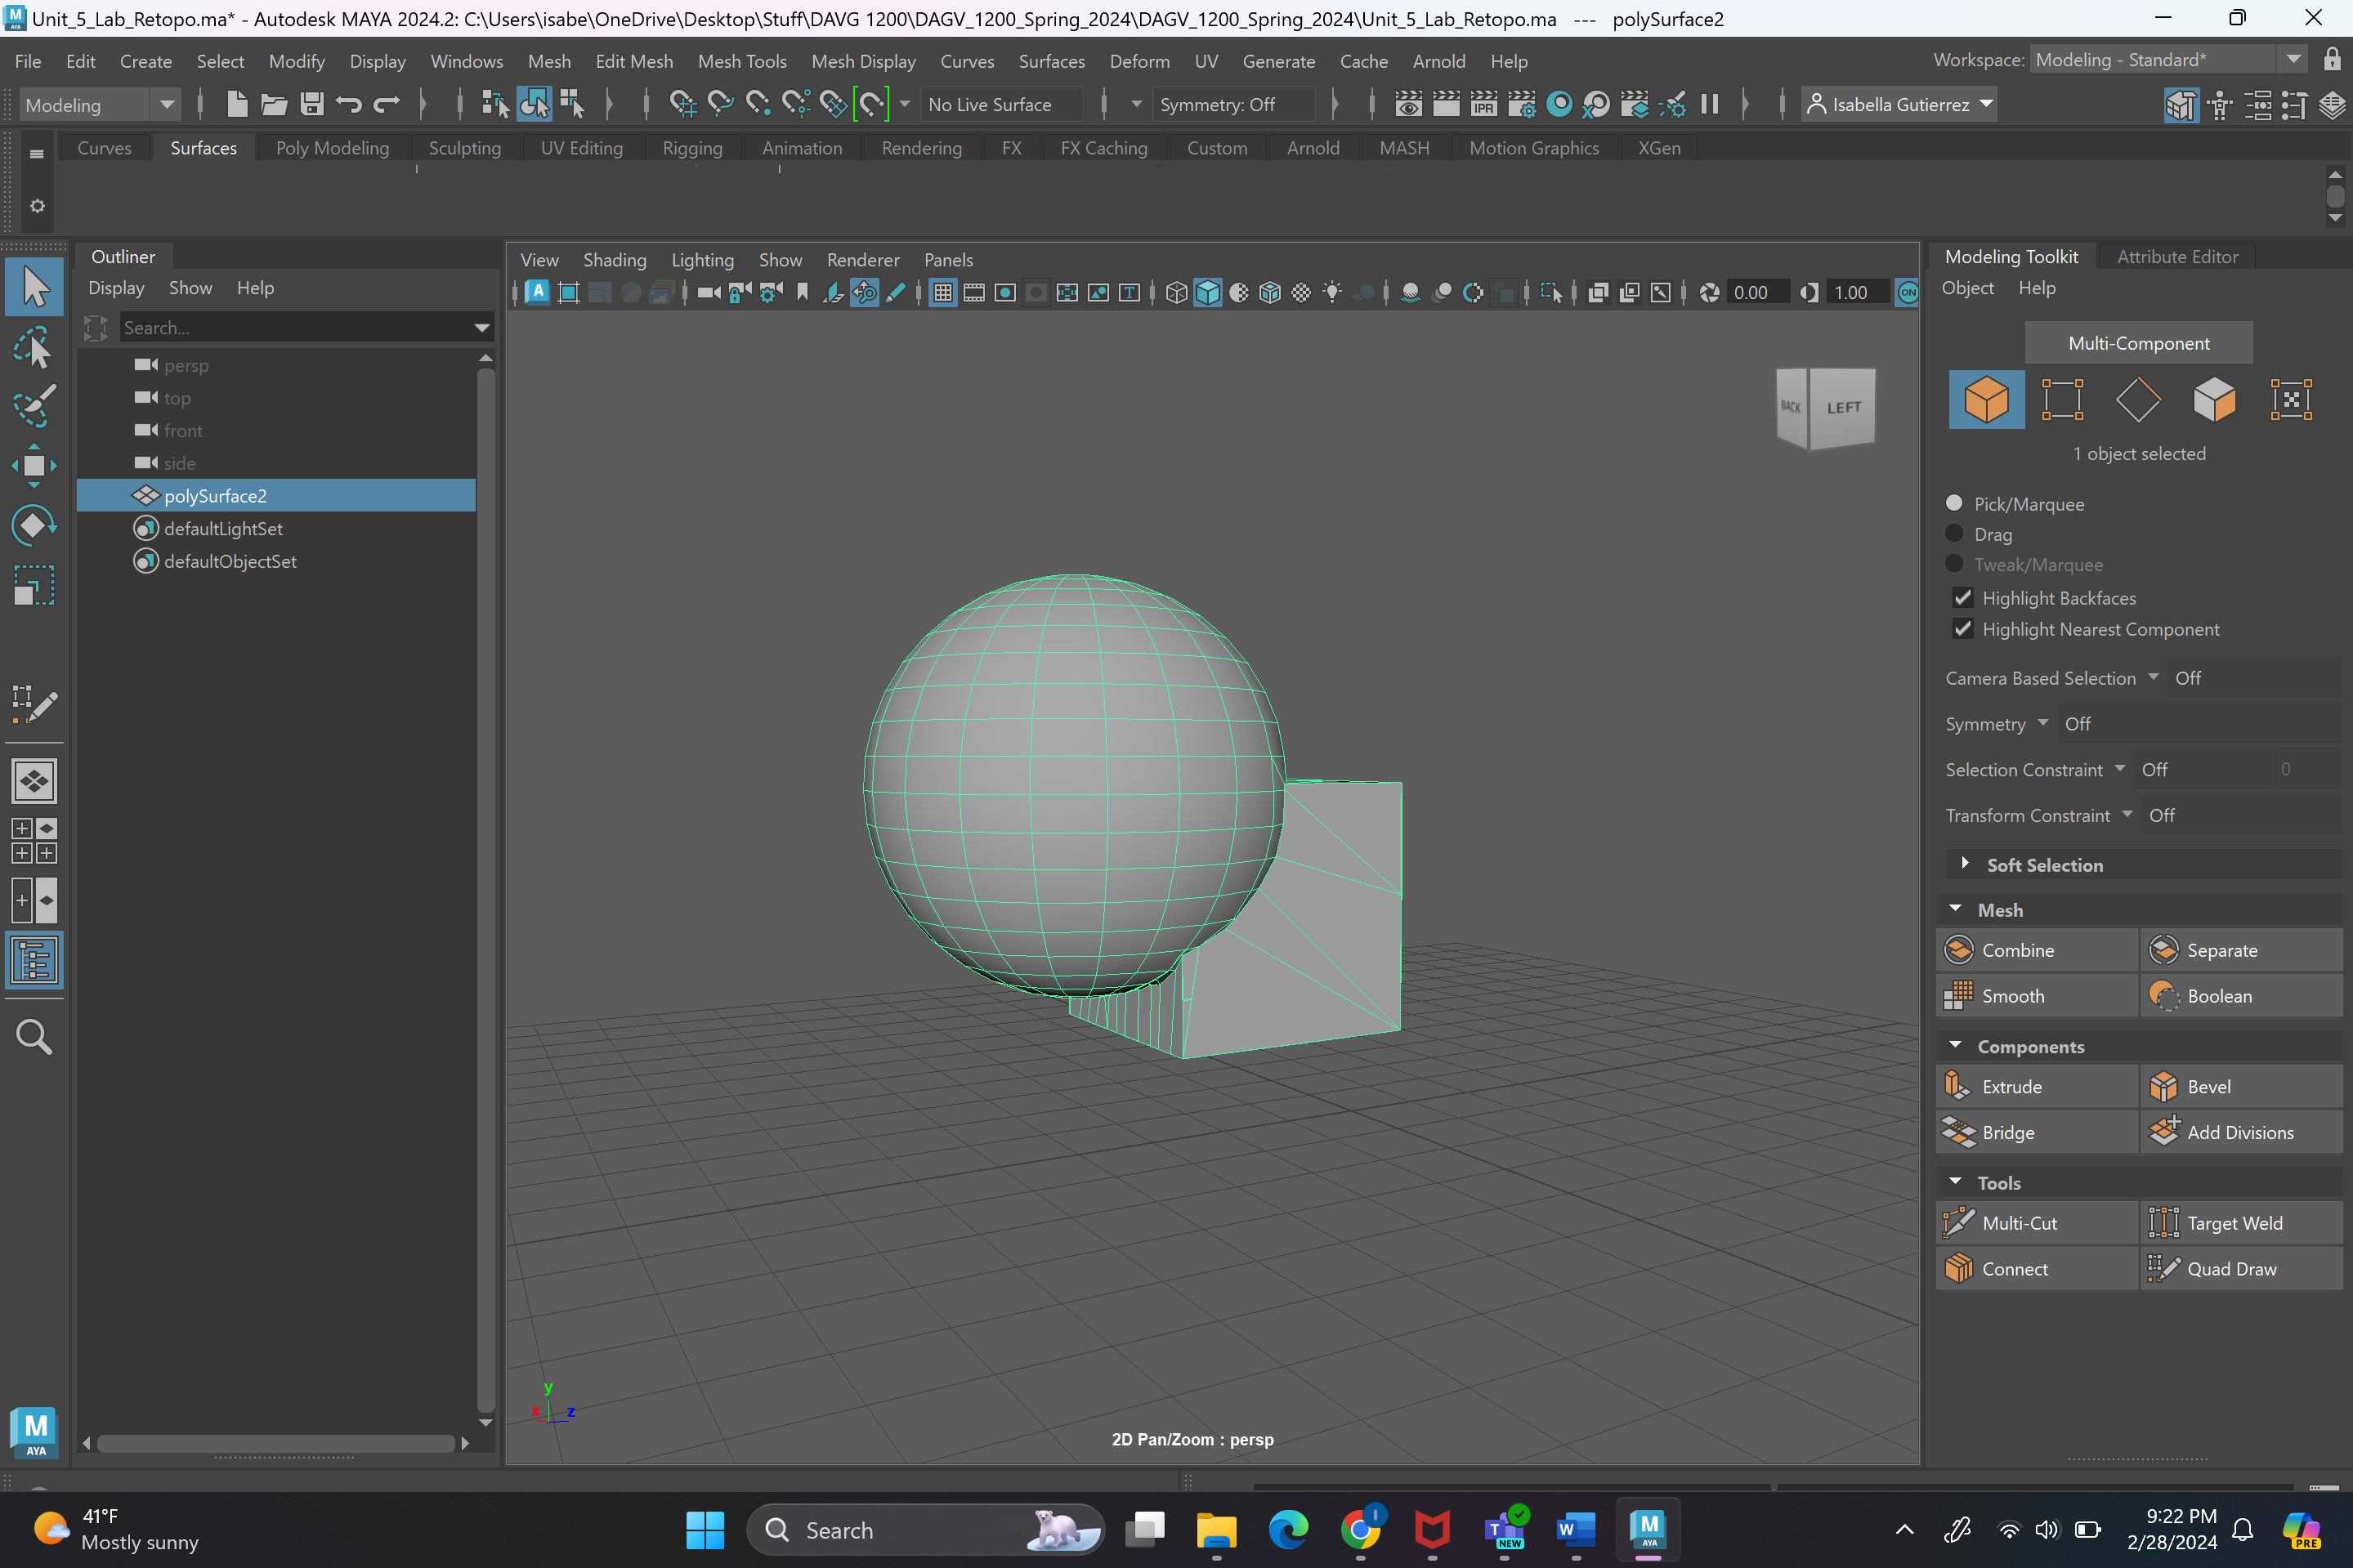 Unit_5_Lab_Retopo.ma* - Autodesk MAYA 2024.2: C:\Users\isabe\OneDrive\Desktop\Stuff\DAVG 1200\DAGV_1200_Spring_2024\DAGV_1200_Spring_2024\Unit_5_Lab_Retopo.ma --- polySurface2
File Edit Create Select Modify Display Windows Mesh Edit Mesh Mesh Tools Mesh Display Curves Surfaces Deform UV Generate Cache Arnold Help
Workspace: Modeling - Standard*
Modeling No Live Surface Symmetry: Off IPR Isabella Gutierrez
Curves Surfaces Poly Modeling Sculpting UV Editing Rigging Animation Rendering FX FX Caching Custom Arnold MASH Motion Graphics XGen
Outliner
Display Show Help
Search...
persp
top
front
side
polySurface2
defaultLightSet
defaultObjectSet
View Shading Lighting Show Renderer Panels
0.00 1.00 ON
BACK LEFT
y
x z
2D Pan/Zoom : persp
Modeling Toolkit Attribute Editor
Object Help
Multi-Component
1 object selected
Pick/Marquee
Drag
Tweak/Marquee
Highlight Backfaces
Highlight Nearest Component
Camera Based Selection Off
Symmetry Off
Selection Constraint Off 0
Transform Constraint Off
Soft Selection
Mesh
Combine Separate
Smooth Boolean
Components
Extrude Bevel
Bridge Add Divisions
Tools
Multi-Cut Target Weld
Connect Quad Draw
M
AYA
41°F
Mostly sunny
Search
NEW
9:22 PM
2/28/2024
PRE